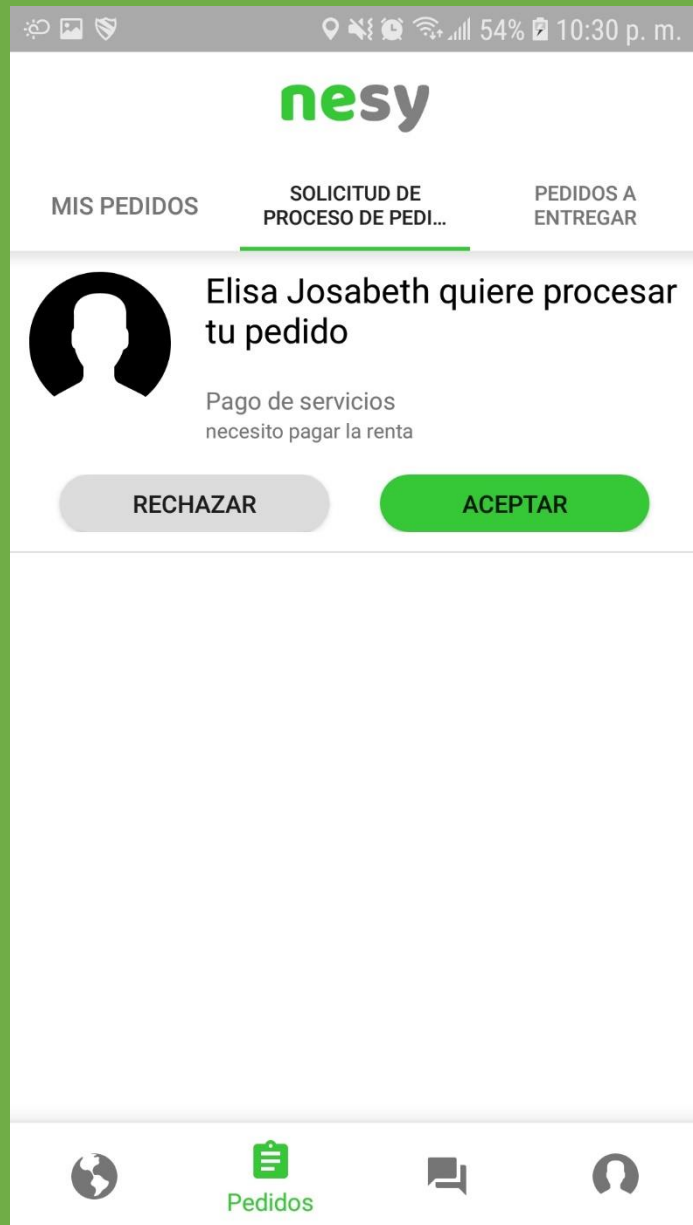 54% 10:30 p. m.
nesy
MIS PEDIDOS
SOLICITUD DE
PROCESO DE PEDI...
PEDIDOS A
ENTREGAR
Elisa Josabeth quiere procesar
tu pedido
Pago de servicios
necesito pagar la renta
RECHAZAR
ACEPTAR
Pedidos